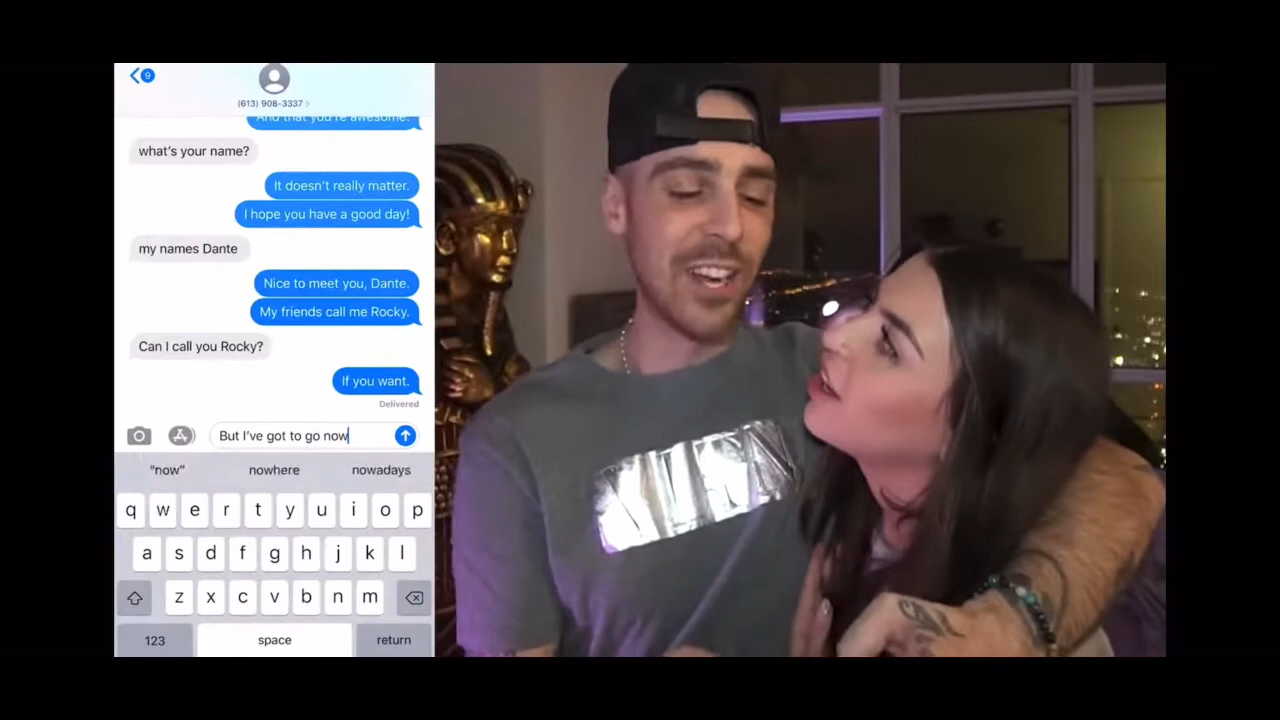 9
(613) 908-3337 >
And that you're awesome.
what's your name?
It doesn't really matter.
I hope you have a good day!
my names Dante
Nice to meet you, Dante.
My friends call me Rocky.
Can I call you Rocky?
If you want.
Delivered
But I've got to go now
"now" nowhere nowadays
q w e r t y u i o p
a s d f g h j k l
z x c v b n m
123 space return